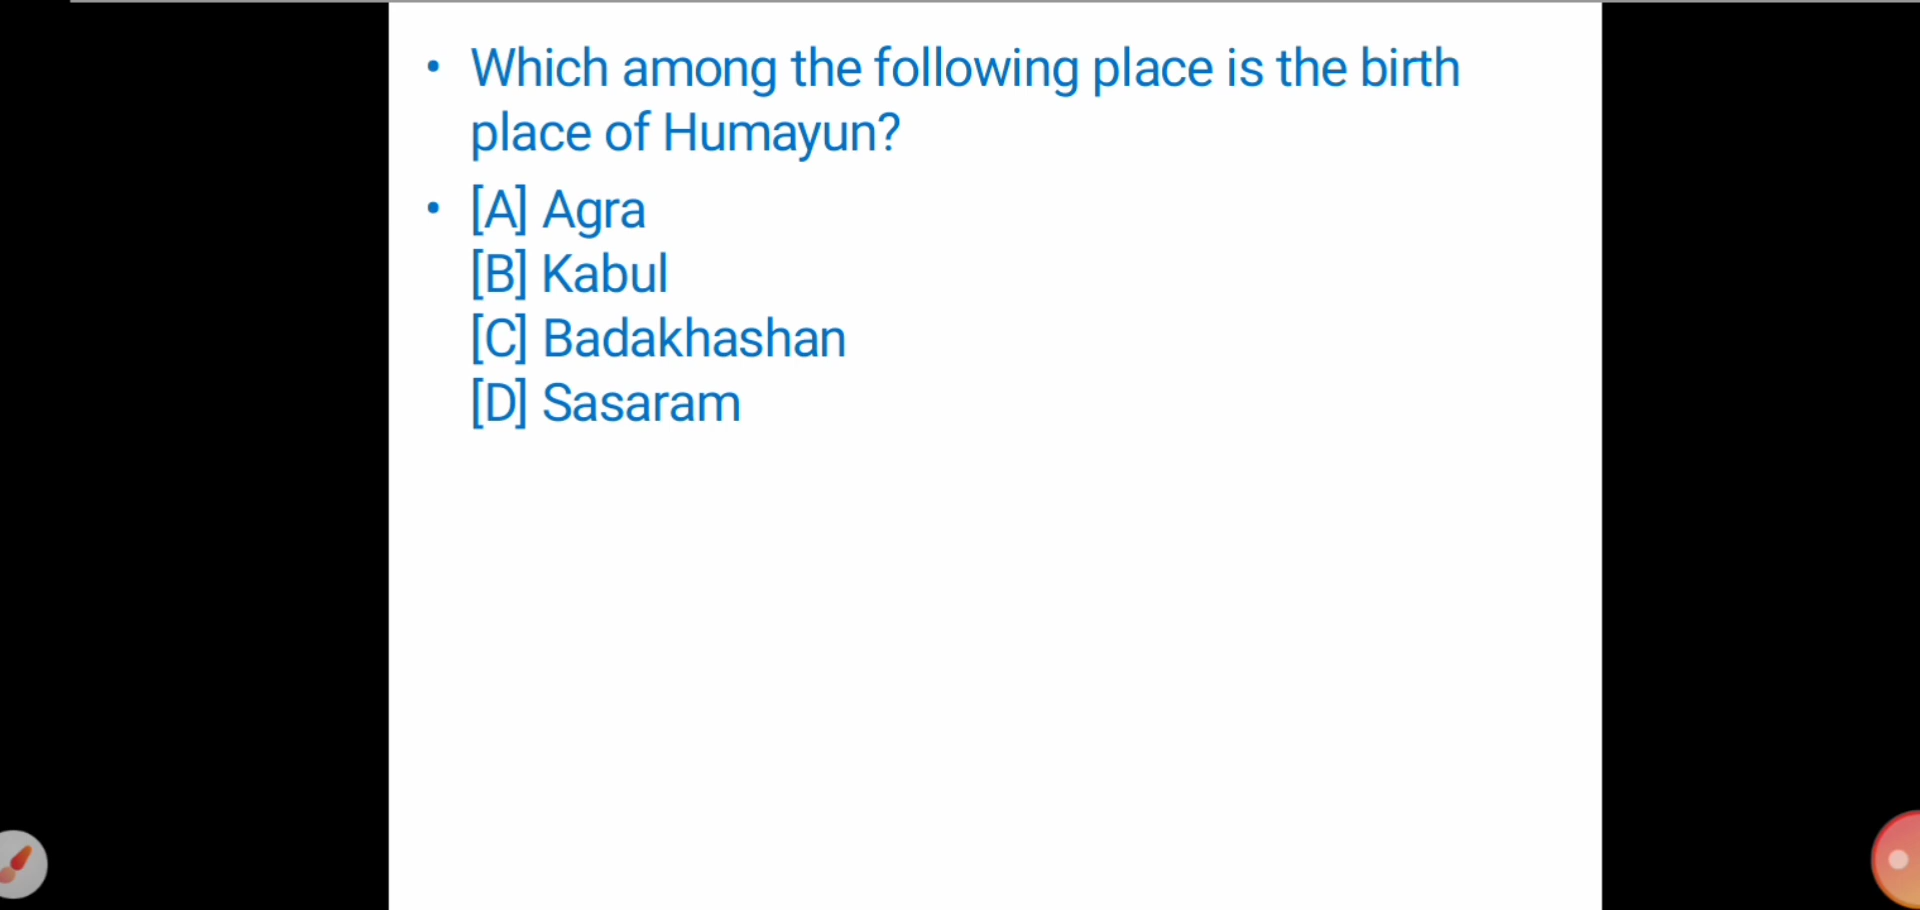 • Which among the following place is the birth
place of Humayun?
• [A] Agra
[B] Kabul
[C] Badakhashan
[D] Sasaram